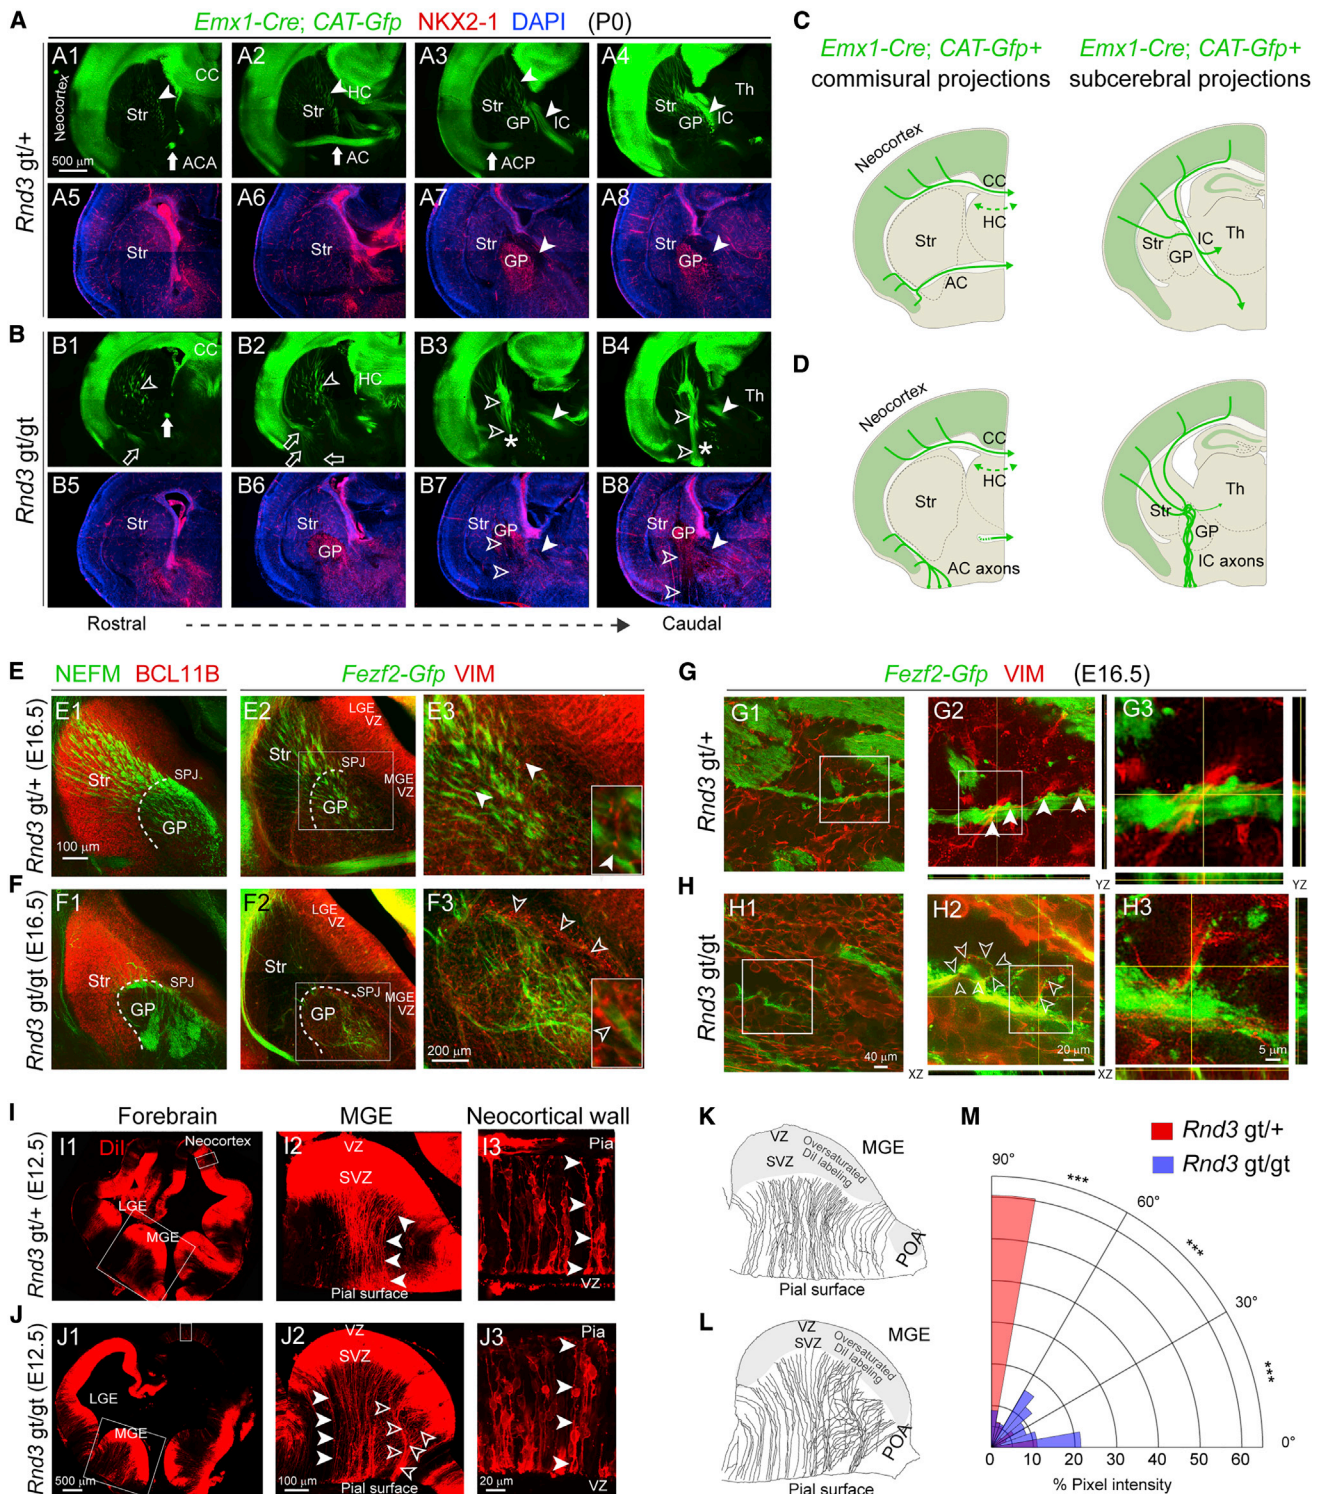 A
Emx1-Cre; CAT-Gfp NKX2-1 DAPI (P0)
Rnd3 gt/+
A1
Neocortex
CC
Str
500 μm
ACA
A2
HC
Str
AC
A3
Str
GP
IC
ACP
A4
Th
Str
GP
IC
A5
Str
A6
Str
A7
Str
GP
A8
Str
GP
B
Rnd3 gt/gt
B1
CC
B2
HC
B3
*
B4
Th
*
B5
Str
B6
Str
GP
B7
Str
GP
B8
Str
GP
Rostral
Caudal
C
Emx1-Cre; CAT-Gfp+
commisural projections
Emx1-Cre; CAT-Gfp+
subcerebral projections
Neocortex
CC
HC
Str
AC
Str
GP
IC
Th
D
Neocortex
CC
HC
Str
AC axons
Str
Th
GP
IC axons
E
NEFM BCL11B
Fezf2-Gfp VIM
Rnd3 gt/+ (E16.5)
E1
Str
SPJ
GP
100 μm
E2
LGE
VZ
Str
SPJ
MGE
VZ
GP
E3
F
Rnd3 gt/gt (E16.5)
F1
Str
SPJ
GP
F2
LGE
VZ
Str
SPJ
MGE
VZ
GP
F3
200 μm
G
Fezf2-Gfp VIM (E16.5)
Rnd3 gt/+
G1
G2
YZ
G3
YZ
H
Rnd3 gt/gt
H1
40 μm
XZ
H2
20 μm
XZ
H3
5 μm
I
Forebrain
MGE
Neocortical wall
Rnd3 gt/+ (E12.5)
I1
DiI
Neocortex
LGE
MGE
I2
VZ
SVZ
Pial surface
I3
Pia
VZ
J
Rnd3 gt/gt (E12.5)
J1
LGE
MGE
500 μm
J2
VZ
SVZ
100 μm
Pial surface
J3
Pia
20 μm
VZ
K
VZ
SVZ
Oversaturated
DiI labeling
MGE
POA
Pial surface
L
VZ
SVZ
Oversaturated
DiI labeling
MGE
POA
Pial surface
M
Rnd3 gt/+
Rnd3 gt/gt
90°
***
60°
***
30°
***
0°
0 10 20 30 40 50 60
% Pixel intensity